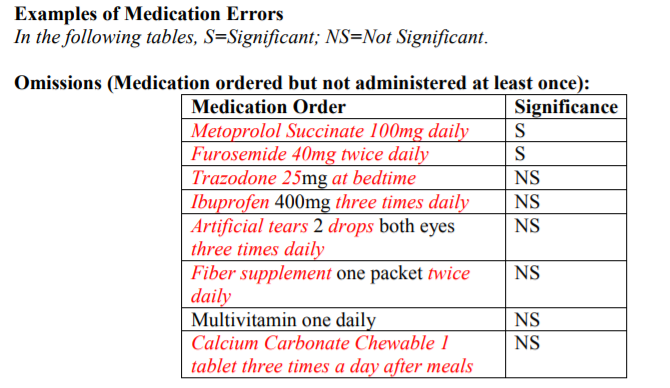 Examples of Medication Errors
In the following tables, S=Significant; NS=Not Significant.
Omissions (Medication ordered but not administered at least once):
Medication Order Significance
Metoprolol Succinate 100mg daily S
Furosemide 40mg twice daily S
Trazodone 25mg at bedtime NS
Ibuprofen 400mg three times daily NS
Artificial tears 2 drops both eyes NS
three times daily
Fiber supplement one packet twice NS
daily
Multivitamin one daily NS
Calcium Carbonate Chewable 1 NS
tablet three times a day after meals